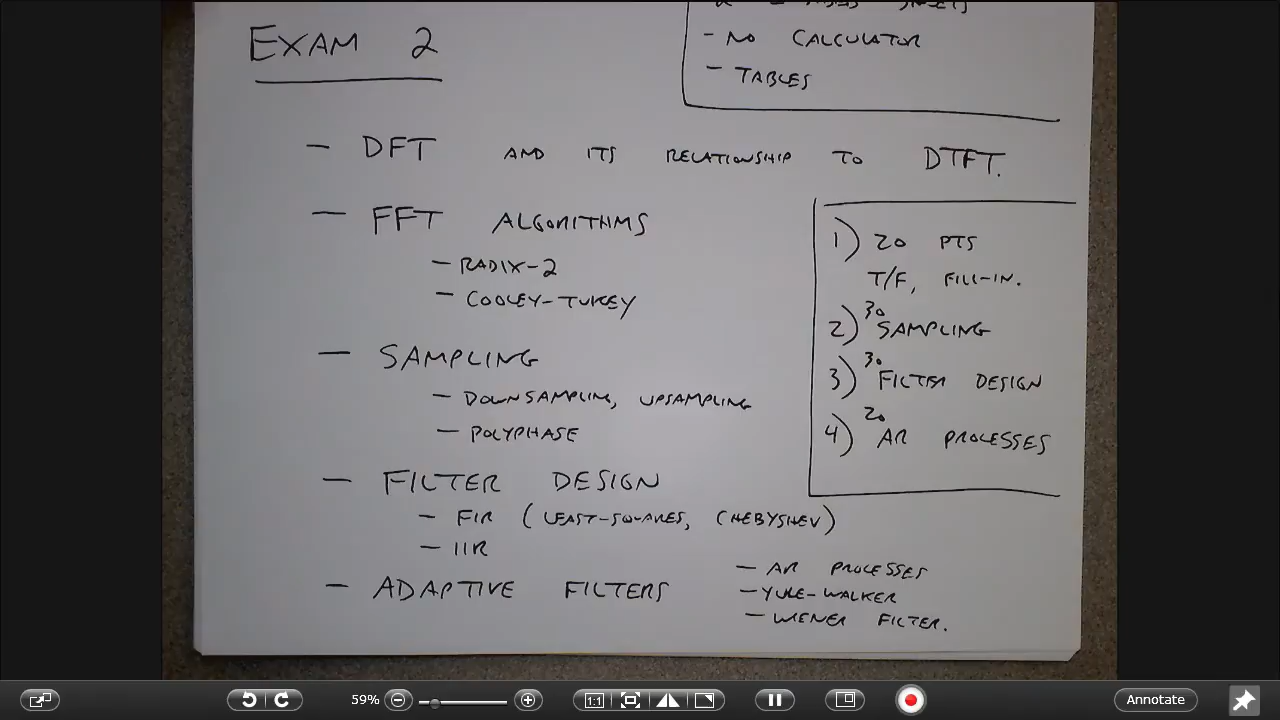 EXAM 2
- NO CALCULATOR
- TABLES
- DFT AND ITS RELATIONSHIP TO DTFT.
- FFT ALGORITHMS
- RADIX-2
- COOLEY-TUKEY
- SAMPLING
- DOWNSAMPLING, UPSAMPLING
- POLYPHASE
- FILTER DESIGN
- FIR (LEAST-SQUARES, CHEBYSHEV)
- IIR
- ADAPTIVE FILTERS
- AR PROCESSES
- YULE-WALKER
- WIENER FILTER.
1) 20 PTS
T/F, FILL-IN.
2) 30 SAMPLING
3) 30 FILTER DESIGN
4) 20 AR PROCESSES
59%
1:1
Annotate